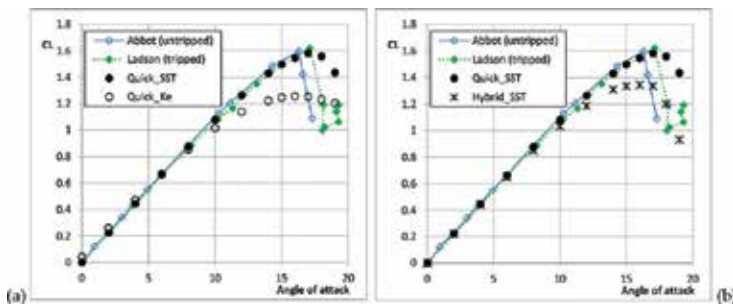 1.8
1.6
1.4
1.2
1
0.8
0.6
0.4
0.2
0
CL
Abbot (untripped)
Ladson (tripped)
Quick_SST
Quick_Ke
0 5 10 15 20
Angle of attack
(a)
1.8
1.6
1.4
1.2
1
0.8
0.6
0.4
0.2
0
CL
Abbot (untripped)
Ladson (tripped)
Quick_SST
Hybrid_SST
0 5 10 15 20
Angle of attack
(b)